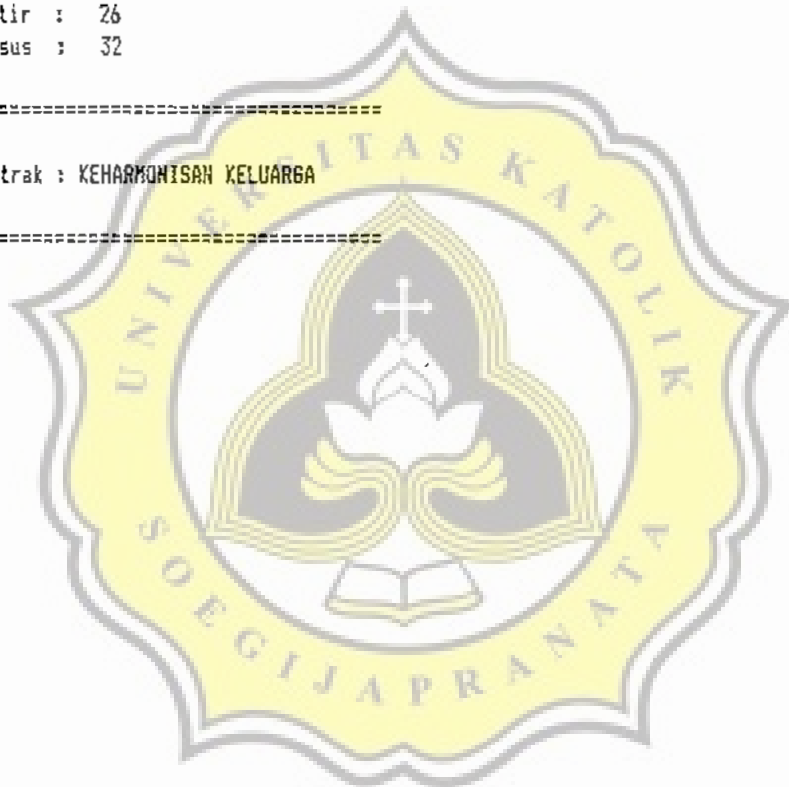 tir : 26
sus : 32
==================================
trak : KEHARMONISAN KELUARGA
==================================
UNIVERSITAS KATOLIK
SOEGIJAPRANATA